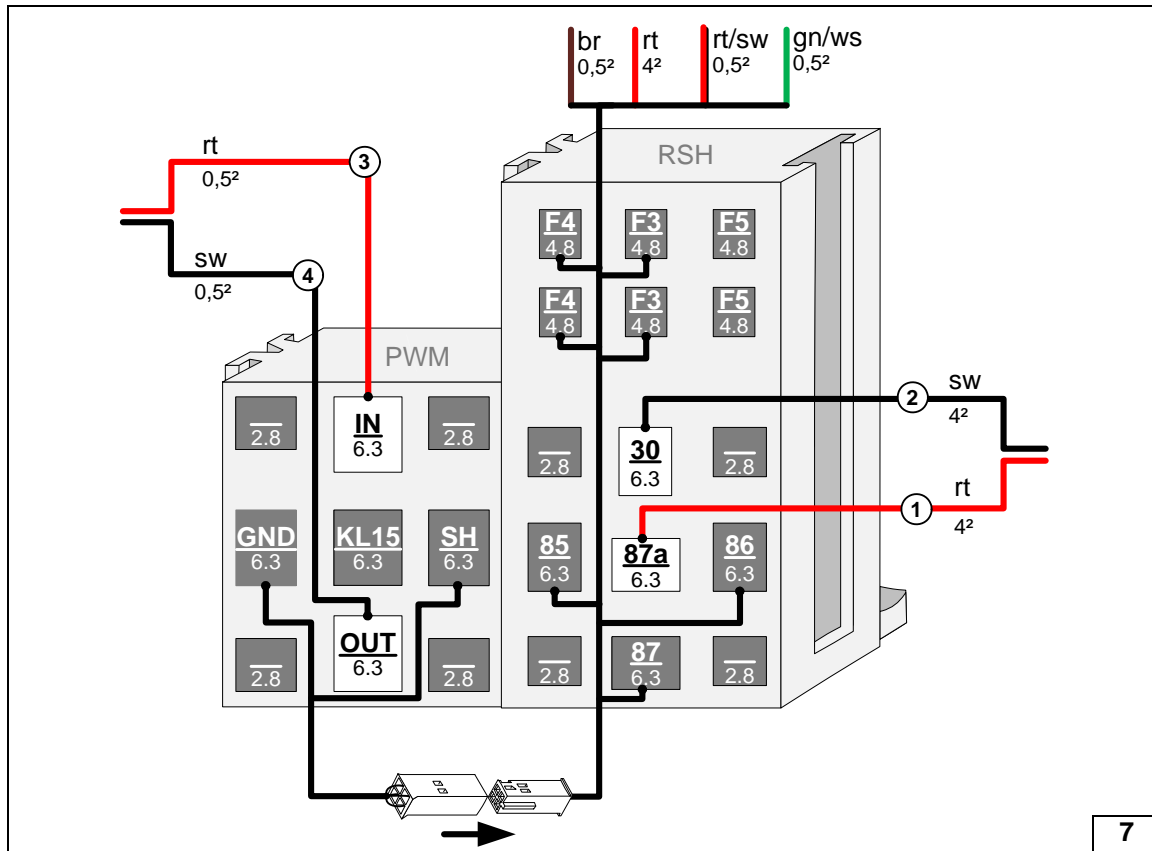 br rt rt/sw gn/ws
0,5² 4² 0,5² 0,5²
rt 3 RSH
0,5²
F4 F3 F5
4.8 4.8 4.8
sw 4
0,5²
F4 F3 F5
4.8 4.8 4.8
PWM
2 sw
4²
IN
2.8 6.3 2.8
30
2.8 6.3 2.8
rt
1
4²
GND KL15 SH
6.3 6.3 6.3
85 87a 86
6.3 6.3 6.3
OUT
2.8 6.3 2.8
87
2.8 6.3 2.8
7